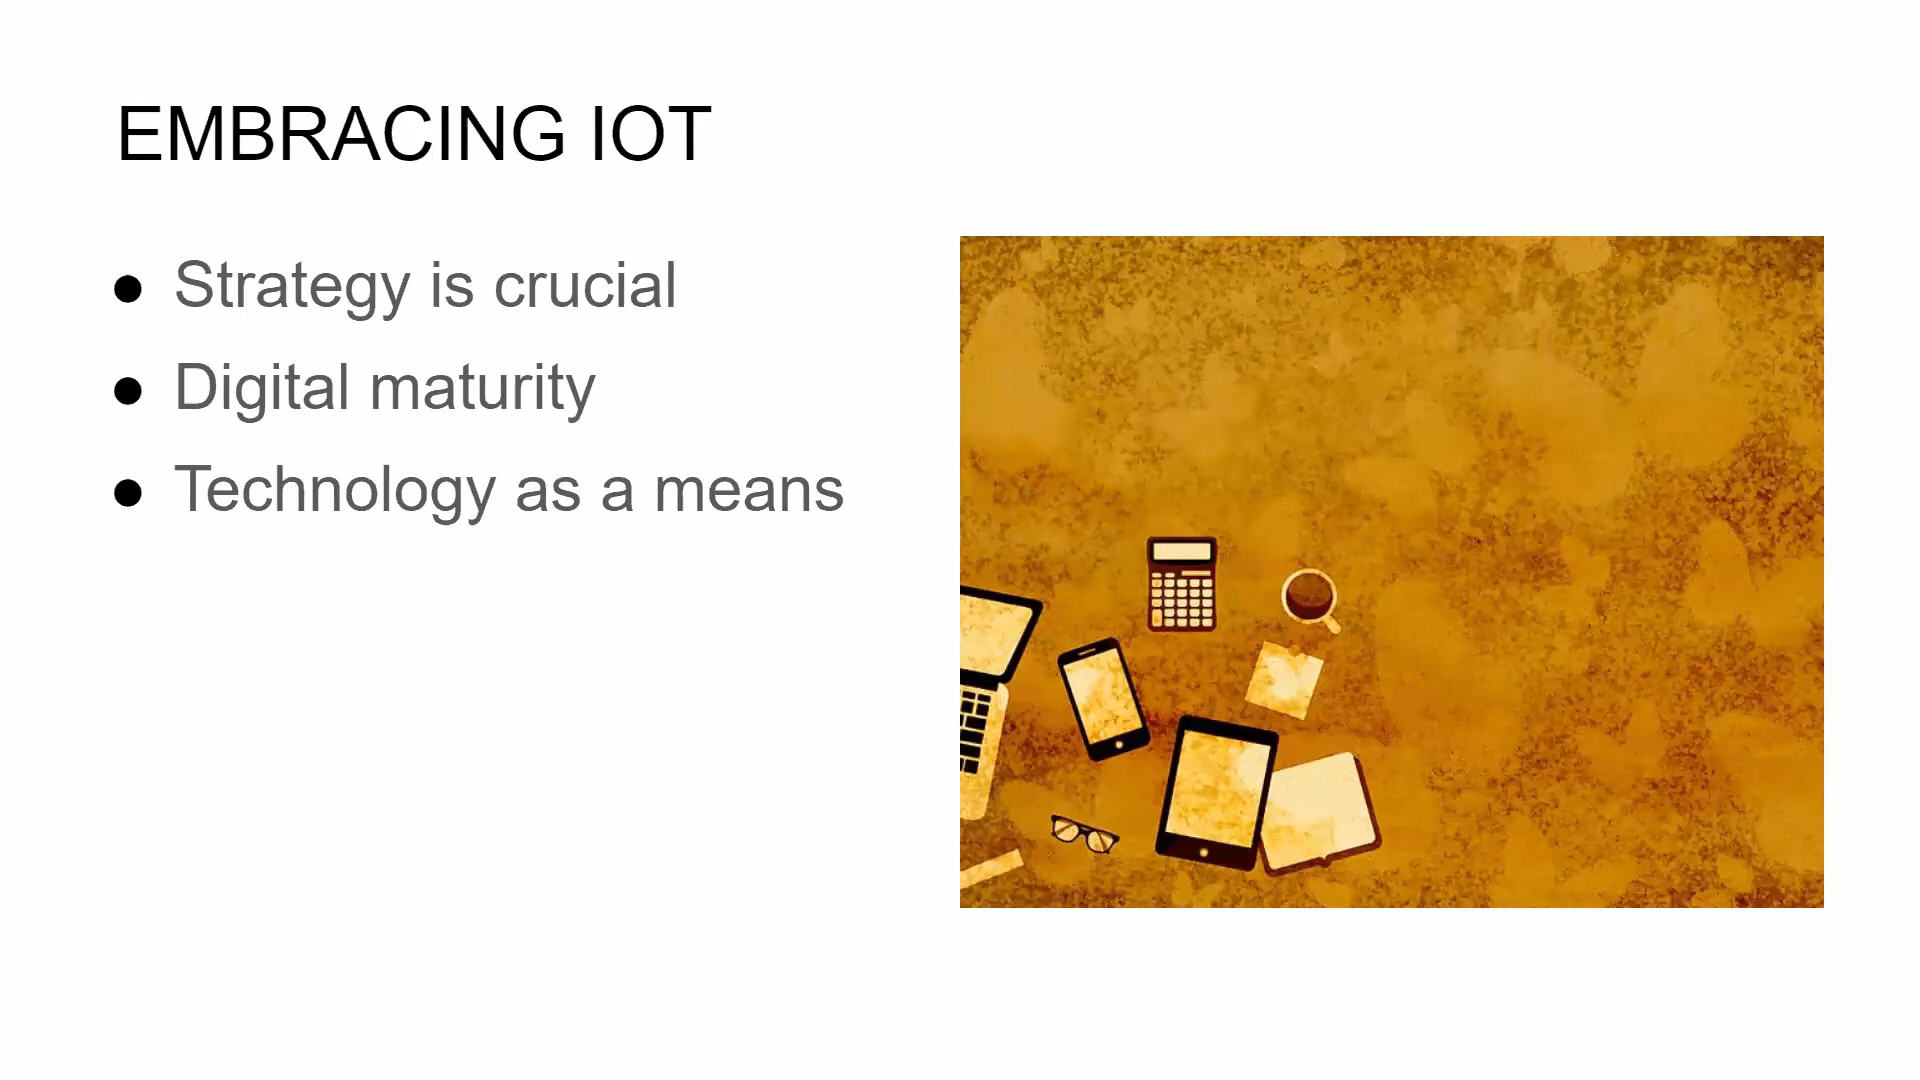 EMBRACING IOT
● Strategy is crucial
● Digital maturity
● Technology as a means